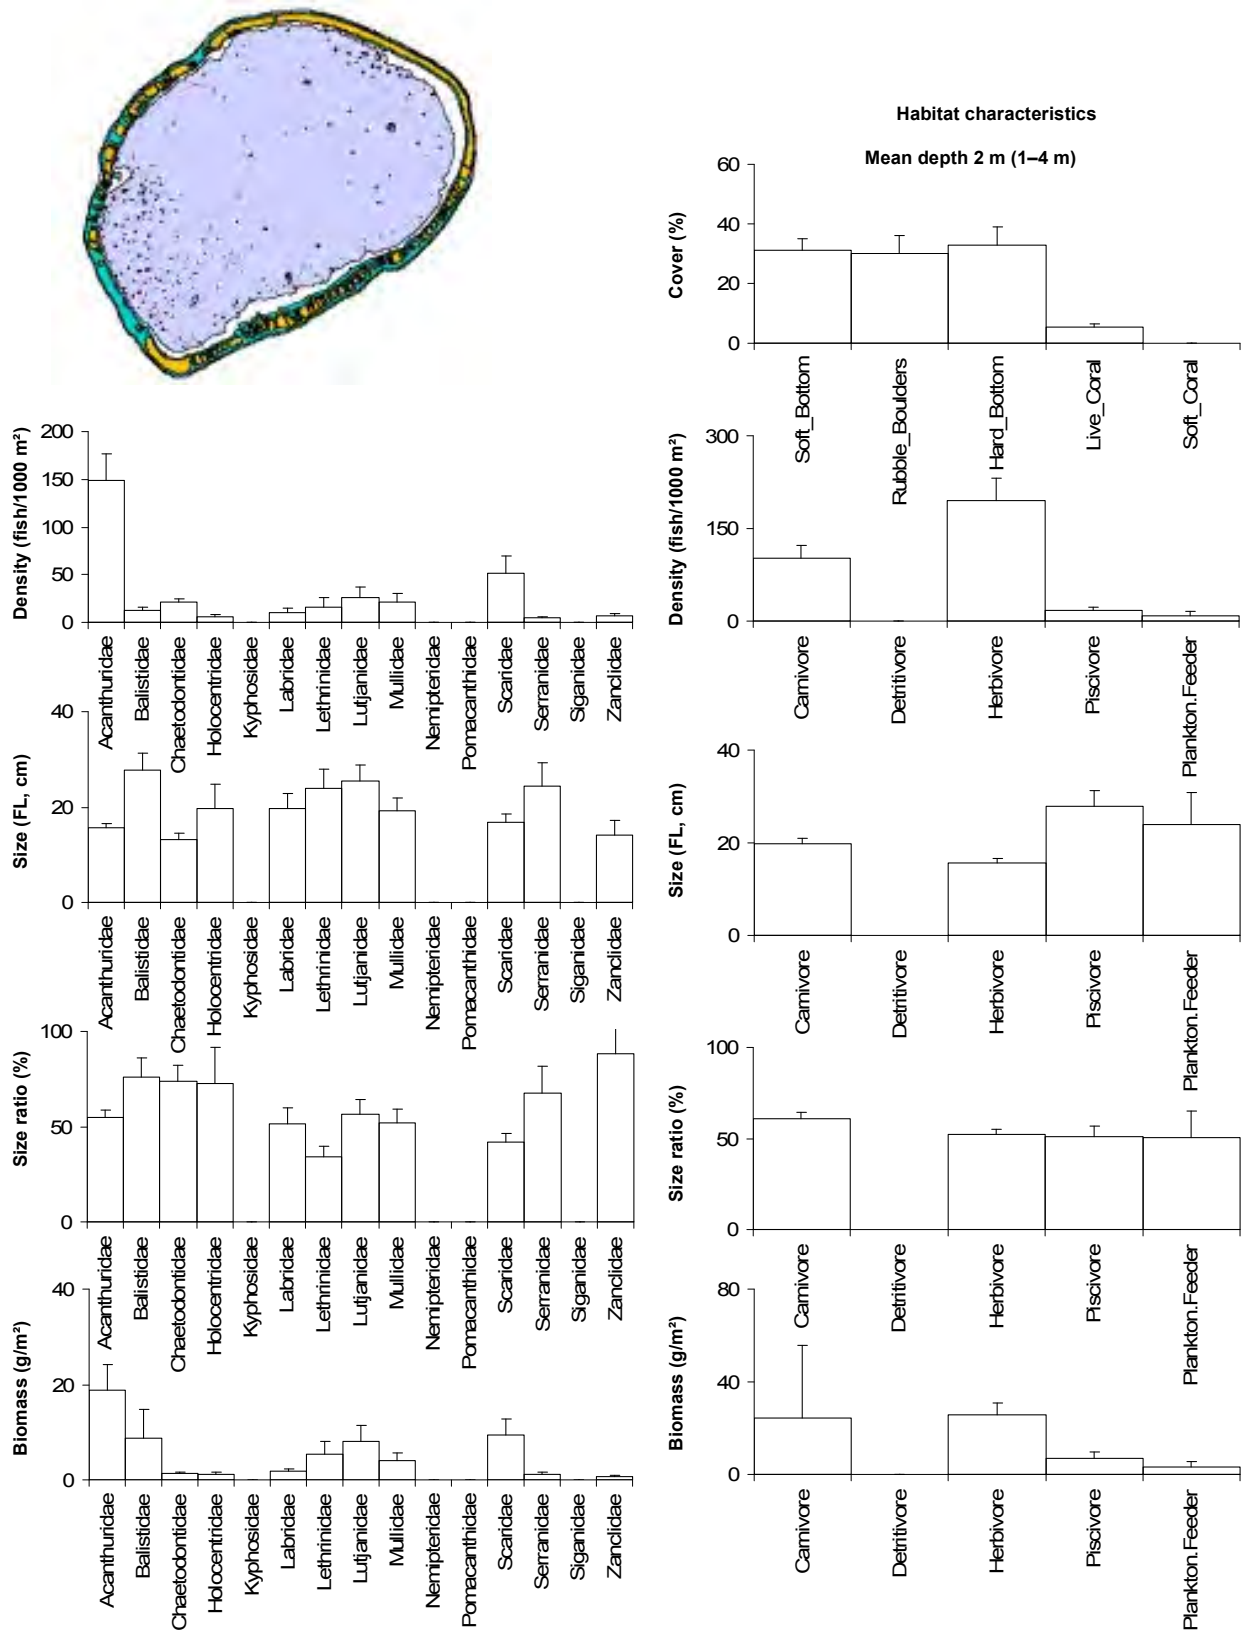 Habitat characteristics
Mean depth 2 m (1–4 m)
Cover (%)
60
40
20
0
Soft_Bottom
Rubble_Boulders
Hard_Bottom
Live_Coral
Soft_Coral
Density (fish/1000 m²)
200
150
100
50
0
Acanthuridae
Balistidae
Chaetodontidae
Holocentridae
Kyphosidae
Labridae
Lethrinidae
Lutjanidae
Mullidae
Nemipteridae
Pomacanthidae
Scaridae
Serranidae
Siganidae
Zanclidae
Density (fish/1000 m²)
300
150
0
Carnivore
Detritivore
Herbivore
Piscivore
Plankton.Feeder
Size (FL, cm)
40
20
0
Acanthuridae
Balistidae
Chaetodontidae
Holocentridae
Kyphosidae
Labridae
Lethrinidae
Lutjanidae
Mullidae
Nemipteridae
Pomacanthidae
Scaridae
Serranidae
Siganidae
Zanclidae
Size (FL, cm)
40
20
0
Carnivore
Detritivore
Herbivore
Piscivore
Plankton.Feeder
Size ratio (%)
100
50
0
Acanthuridae
Balistidae
Chaetodontidae
Holocentridae
Kyphosidae
Labridae
Lethrinidae
Lutjanidae
Mullidae
Nemipteridae
Pomacanthidae
Scaridae
Serranidae
Siganidae
Zanclidae
Size ratio (%)
100
50
0
Carnivore
Detritivore
Herbivore
Piscivore
Plankton.Feeder
Biomass (g/m²)
40
20
0
Acanthuridae
Balistidae
Chaetodontidae
Holocentridae
Kyphosidae
Labridae
Lethrinidae
Lutjanidae
Mullidae
Nemipteridae
Pomacanthidae
Scaridae
Serranidae
Siganidae
Zanclidae
Biomass (g/m²)
80
40
0
Carnivore
Detritivore
Herbivore
Piscivore
Plankton.Feeder